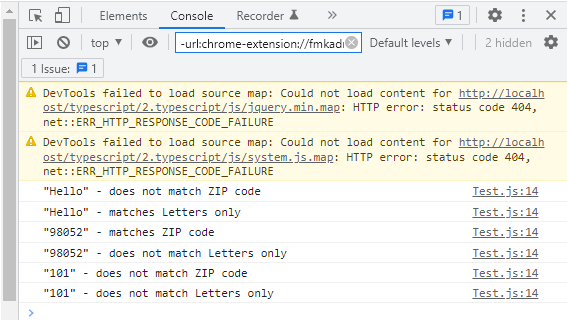 Elements Console Recorder 1
top -url:chrome-extension://fmkadn Default levels 2 hidden
1 Issue: 1
DevTools failed to load source map: Could not load content for http://localh
ost/typescript/2.typescript/js/jquery.min.map: HTTP error: status code 404,
net::ERR_HTTP_RESPONSE_CODE_FAILURE
DevTools failed to load source map: Could not load content for http://localh
ost/typescript/2.typescript/js/system.js.map: HTTP error: status code 404,
net::ERR_HTTP_RESPONSE_CODE_FAILURE
"Hello" - does not match ZIP code Test.js:14
"Hello" - matches Letters only Test.js:14
"98052" - matches ZIP code Test.js:14
"98052" - does not match Letters only Test.js:14
"101" - does not match ZIP code Test.js:14
"101" - does not match Letters only Test.js:14